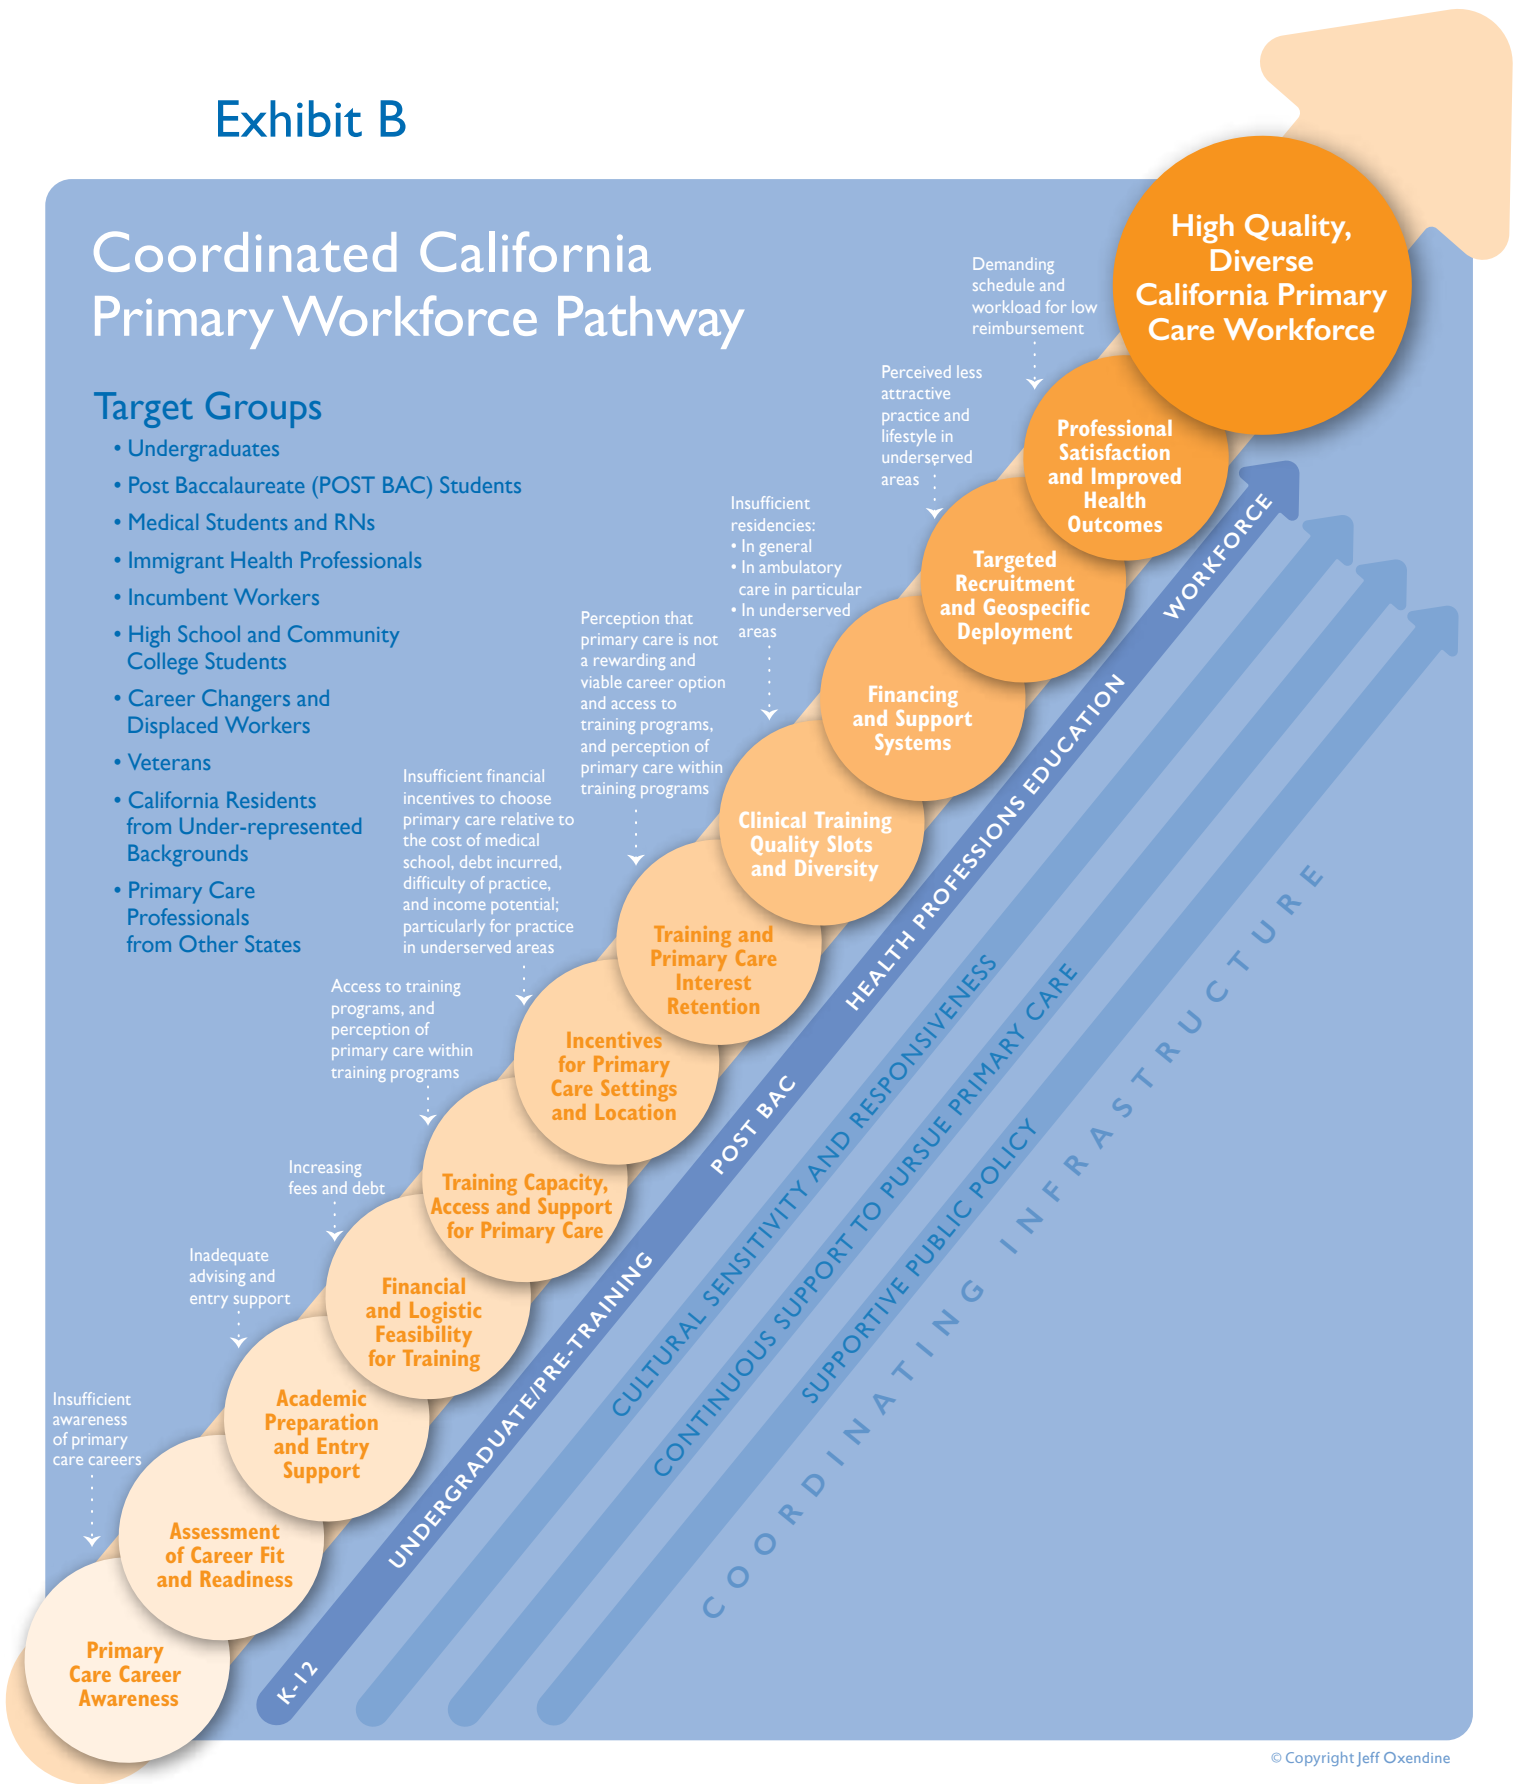 Exhibit B
Coordinated California
Primary Workforce Pathway
Target Groups
• Undergraduates
• Post Baccalaureate (POST BAC) Students
• Medical Students and RNs
• Immigrant Health Professionals
• Incumbent Workers
• High School and Community
College Students
• Career Changers and
Displaced Workers
• Veterans
• California Residents
from Under-represented
Backgrounds
• Primary Care
Professionals
from Other States
Insufficient
awareness
of primary
care careers
Inadequate
advising and
entry support
Increasing
fees and debt
Access to training
programs, and
perception of
primary care within
training programs
Insufficient financial
incentives to choose
primary care relative to
the cost of medical
school, debt incurred,
difficulty of practice,
and income potential;
particularly for practice
in underserved areas
Perception that
primary care is not
a rewarding and
viable career option
and access to
training programs,
and perception of
primary care within
training programs
Insufficient
residencies:
• In general
• In ambulatory
care in particular
• In underserved
areas
Perceived less
attractive
practice and
lifestyle in
underserved
areas
Demanding
schedule and
workload for low
reimbursement
Primary
Care Career
Awareness
Assessment
of Career Fit
and Readiness
Academic
Preparation
and Entry
Support
Financial
and Logistic
Feasibility
for Training
Training Capacity,
Access and Support
for Primary Care
Incentives
for Primary
Care Settings
and Location
Training and
Primary Care
Interest
Retention
Clinical Training
Quality Slots
and Diversity
Financing
and Support
Systems
Targeted
Recruitment
and Geospecific
Deployment
Professional
Satisfaction
and Improved
Health
Outcomes
High Quality,
Diverse
California Primary
Care Workforce
K-12
UNDERGRADUATE/PRE-TRAINING
POST BAC
HEALTH PROFESSIONS EDUCATION
WORKFORCE
CULTURAL SENSITIVITY AND RESPONSIVENESS
CONTINUOUS SUPPORT TO PURSUE PRIMARY CARE
SUPPORTIVE PUBLIC POLICY
COORDINATING INFRASTRUCTURE
© Copyright Jeff Oxendine